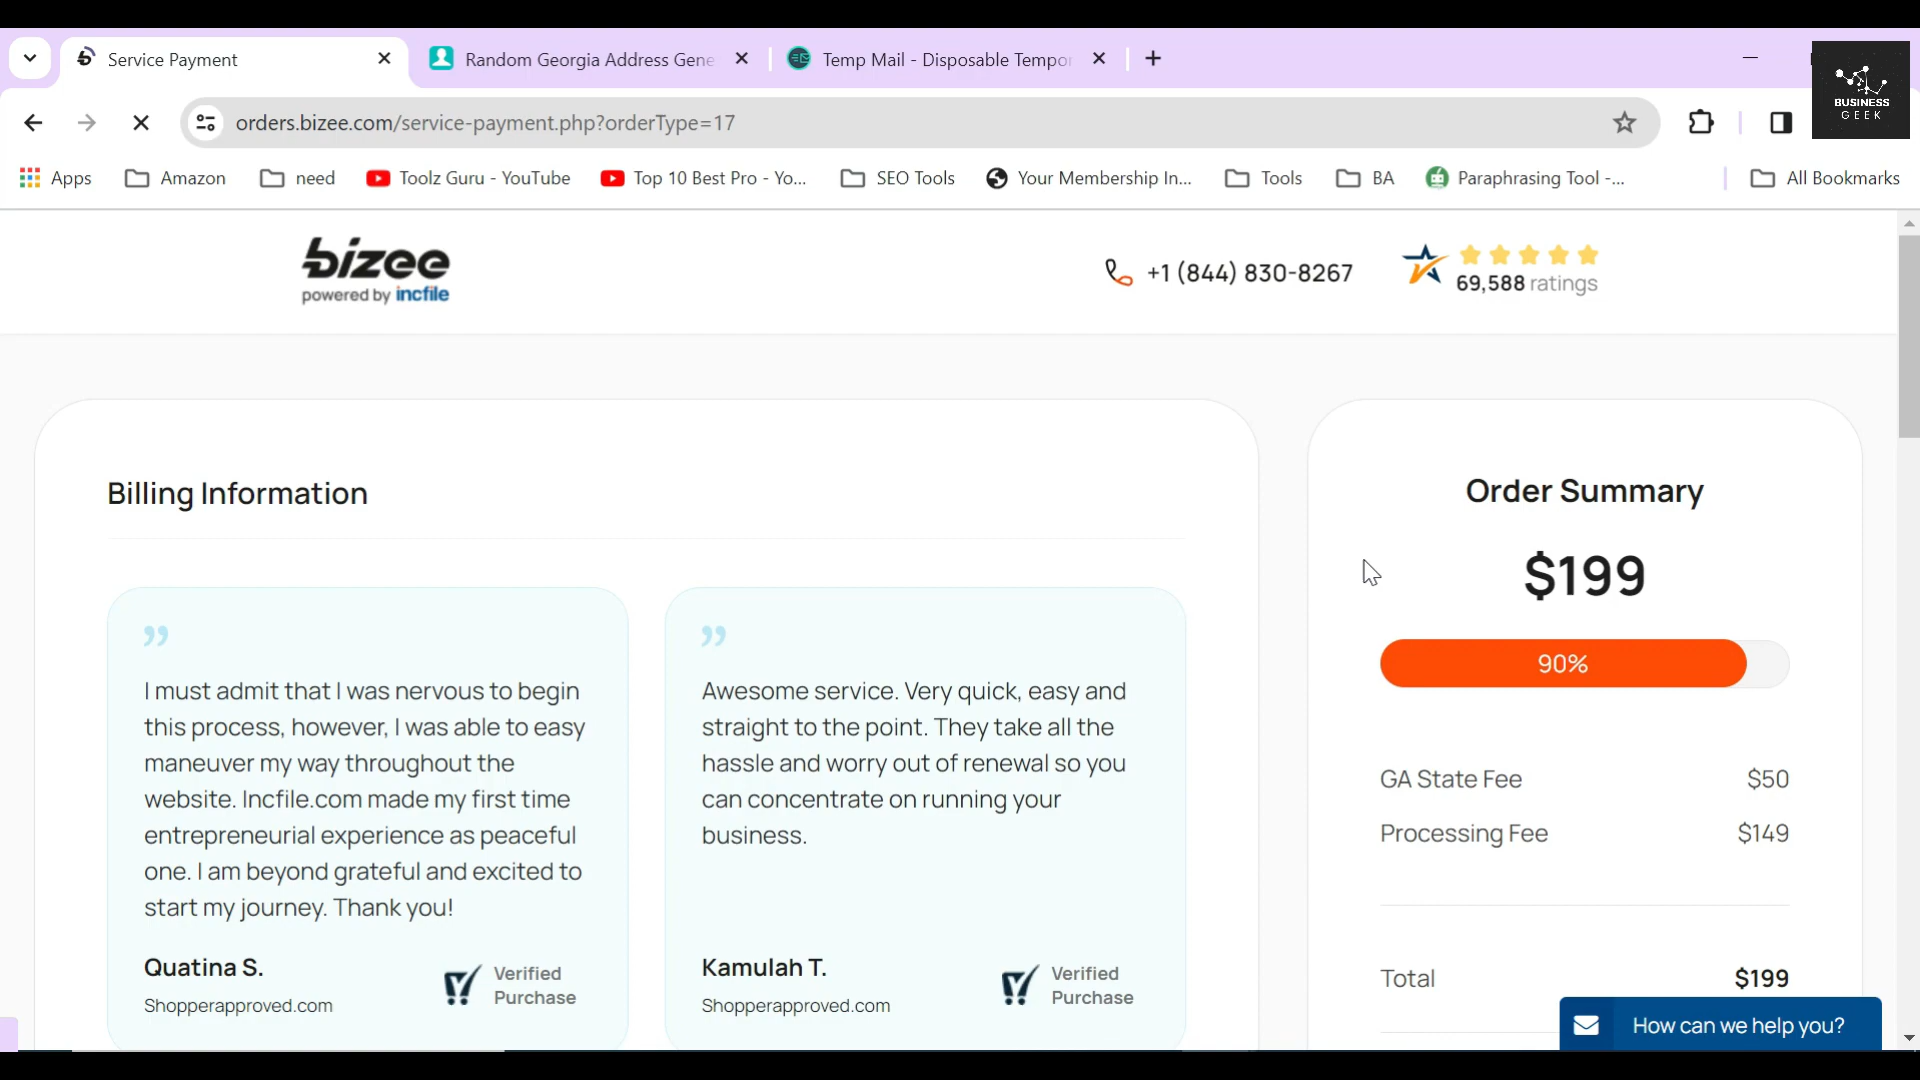 Service Payment
Random Georgia Address Gene
Temp Mail - Disposable Tempo
BUSINESS
GEEK
orders.bizee.com/service-payment.php?orderType=17
Apps
Amazon
need
Toolz Guru - YouTube
Top 10 Best Pro - Yo...
SEO Tools
Your Membership In...
Tools
BA
Paraphrasing Tool -...
All Bookmarks
bizee
powered by incfile
+1 (844) 830-8267
69,588 ratings
Billing Information
”
I must admit that I was nervous to begin
this process, however, I was able to easy
maneuver my way throughout the
website. Incfile.com made my first time
entrepreneurial experience as peaceful
one. I am beyond grateful and excited to
start my journey. Thank you!
Quatina S.
Shopperapproved.com
Verified
Purchase
”
Awesome service. Very quick, easy and
straight to the point. They take all the
hassle and worry out of renewal so you
can concentrate on running your
business.
Kamulah T.
Shopperapproved.com
Verified
Purchase
Order Summary
$199
90%
GA State Fee $50
Processing Fee $149
Total $199
How can we help you?